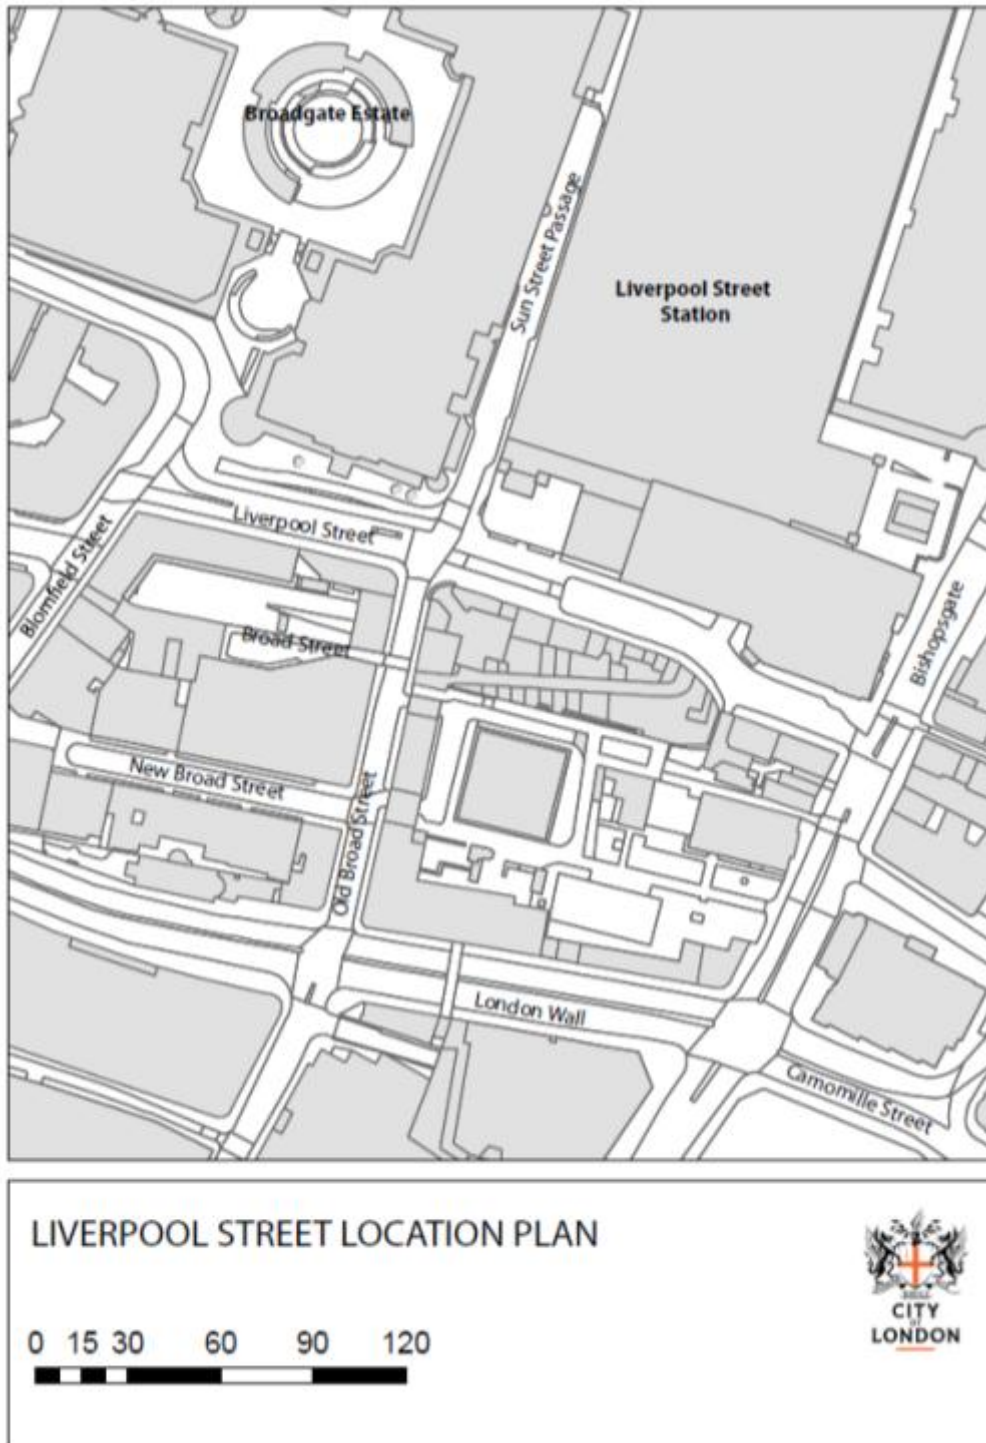 Broadgate Estate
Sun Street Passage
Liverpool Street
Station
Liverpool Street
Blomfield Street
Broad Street
Bishopsgate
New Broad Street
Old Broad Street
London Wall
Camomille Street
LIVERPOOL STREET LOCATION PLAN
0 15 30 60 90 120
CITY
OF
LONDON